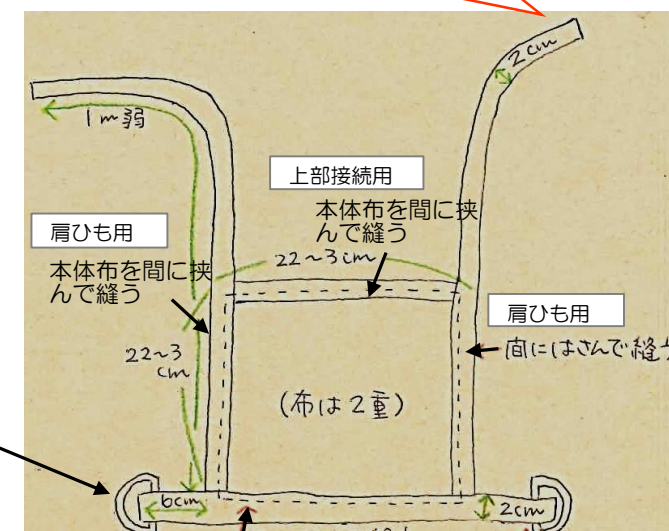 2cm
1m弱
上部接続用
本体布を間に挟
んで縫う
肩ひも用
本体布を間に挟
んで縫う
22〜3cm
肩ひも用
間にはさんで縫う
22〜3
cm
(布は2重)
6cm
2cm